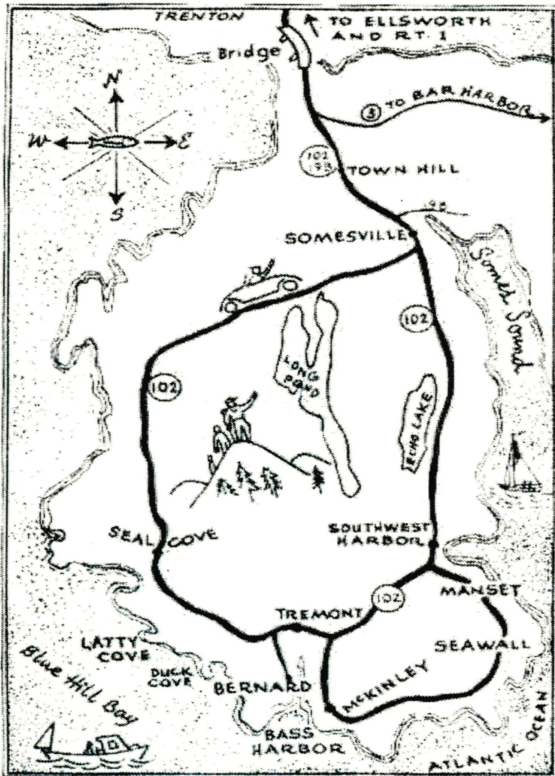 TRENTON
TO ELLSWORTH
AND RT. 1
Bridge
N
W
E
S
3
TO BAR HARBOR
102
198
TOWN HILL
198
SOMESVILLE
Somes Sound
102
LONG
POND
102
ECHO LAKE
SEAL COVE
SOUTHWEST
HARBOR
102
MANSET
TREMONT
SEAWALL
LATTY
COVE
DUCK
COVE
BERNARD
MCKINLEY
Blue Hill Bay
BASS
HARBOR
ATLANTIC OCEAN